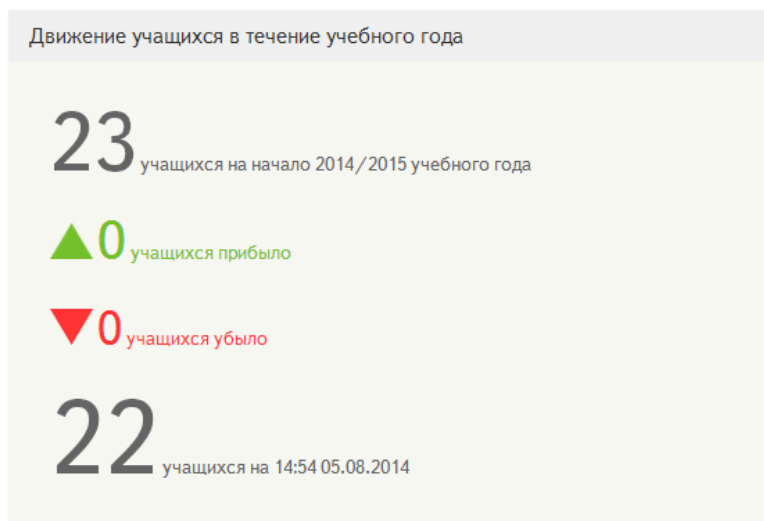 Движение учащихся в течение учебного года
23 учащихся на начало 2014/2015 учебного года
0 учащихся прибыло
0 учащихся убыло
22 учащихся на 14:54 05.08.2014